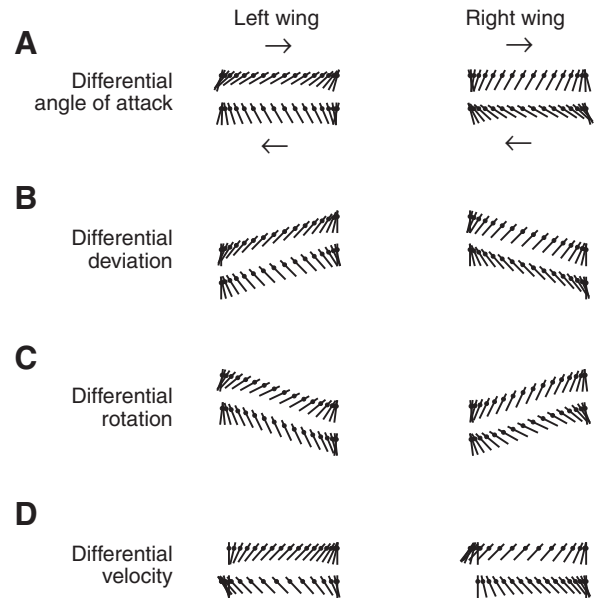 Left wing
Right wing
A
→
→
Differential
angle of attack
←
←
B
Differential
deviation
C
Differential
rotation
D
Differential
velocity